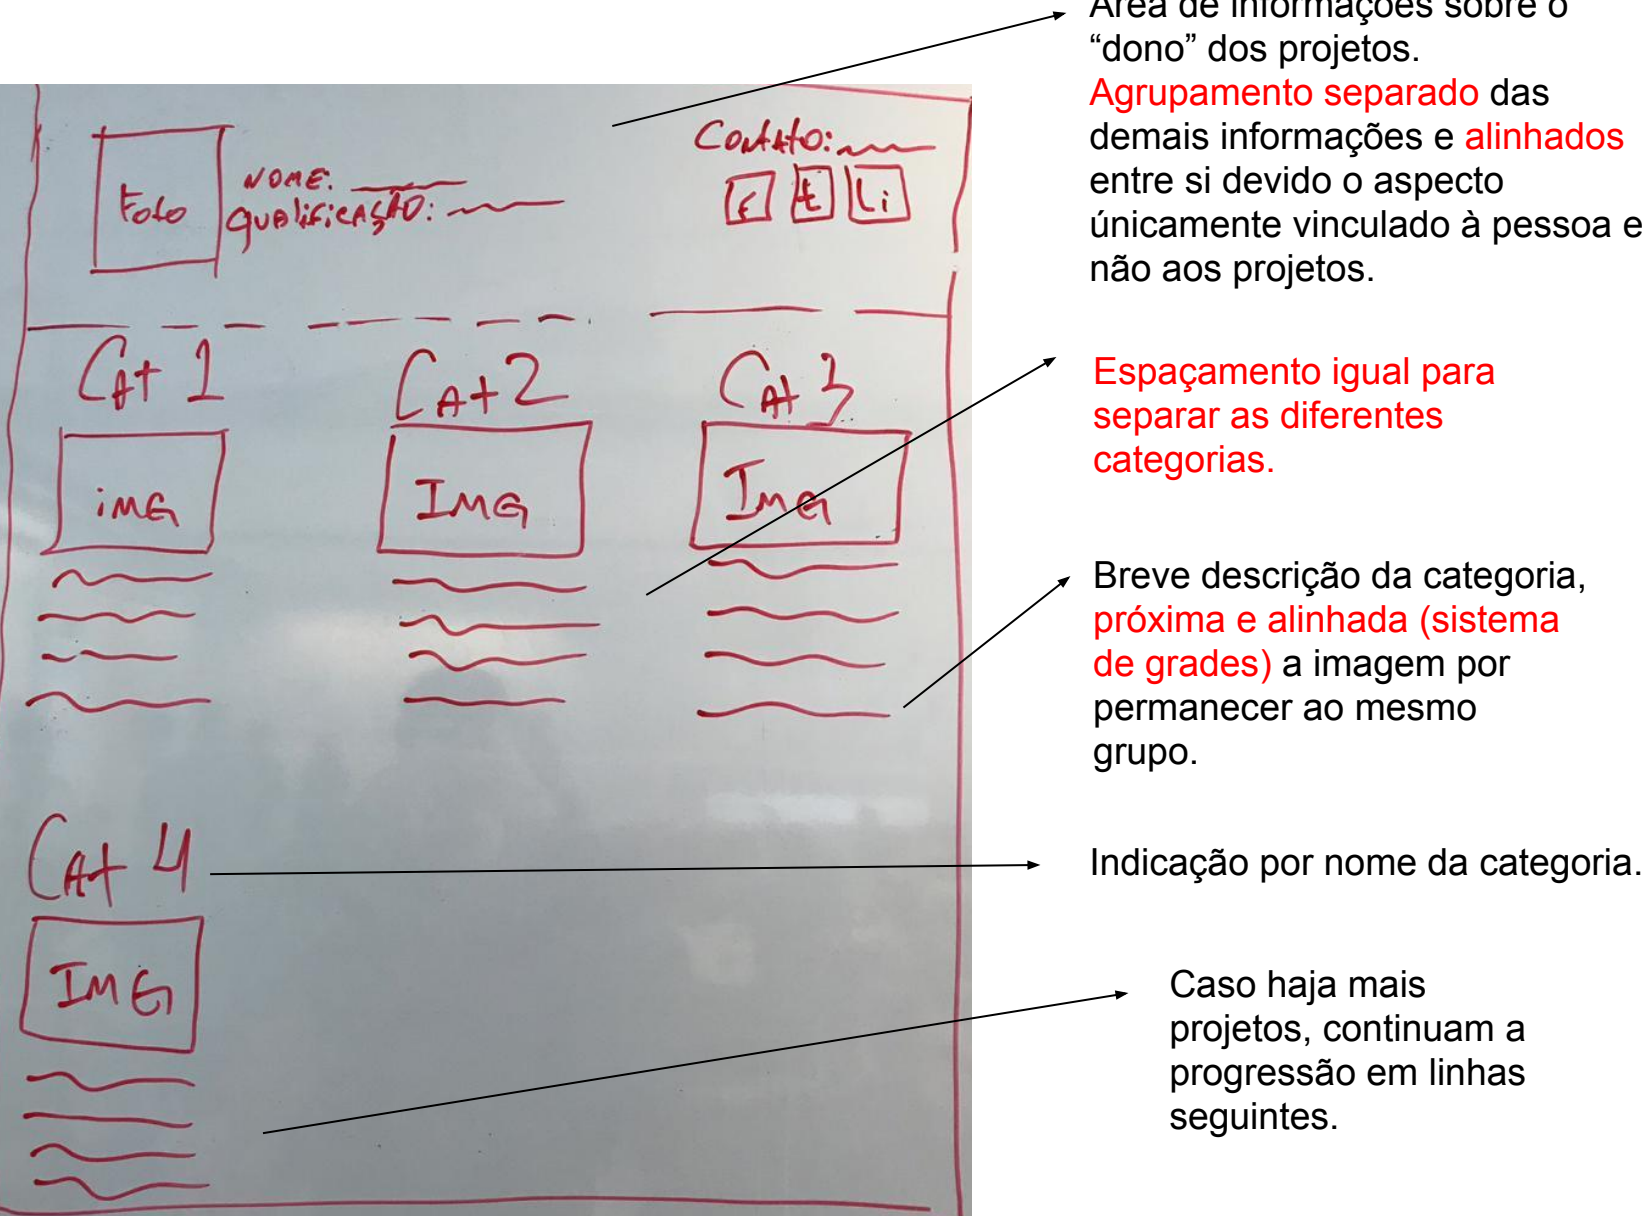 Área de informações sobre o
“dono” dos projetos.
Agrupamento separado das
demais informações e alinhados
entre si devido o aspecto
únicamente vinculado à pessoa e
não aos projetos.
Foto
NOME:
QUALIFICAÇÃO:
Contato:
f t Li
Cat 1
Cat 2
Cat 3
Espaçamento igual para
separar as diferentes
categorias.
iMG
IMG
IMG
Breve descrição da categoria,
próxima e alinhada (sistema
de grades) a imagem por
permanecer ao mesmo
grupo.
Cat 4
Indicação por nome da categoria.
IMG
Caso haja mais
projetos, continuam a
progressão em linhas
seguintes.